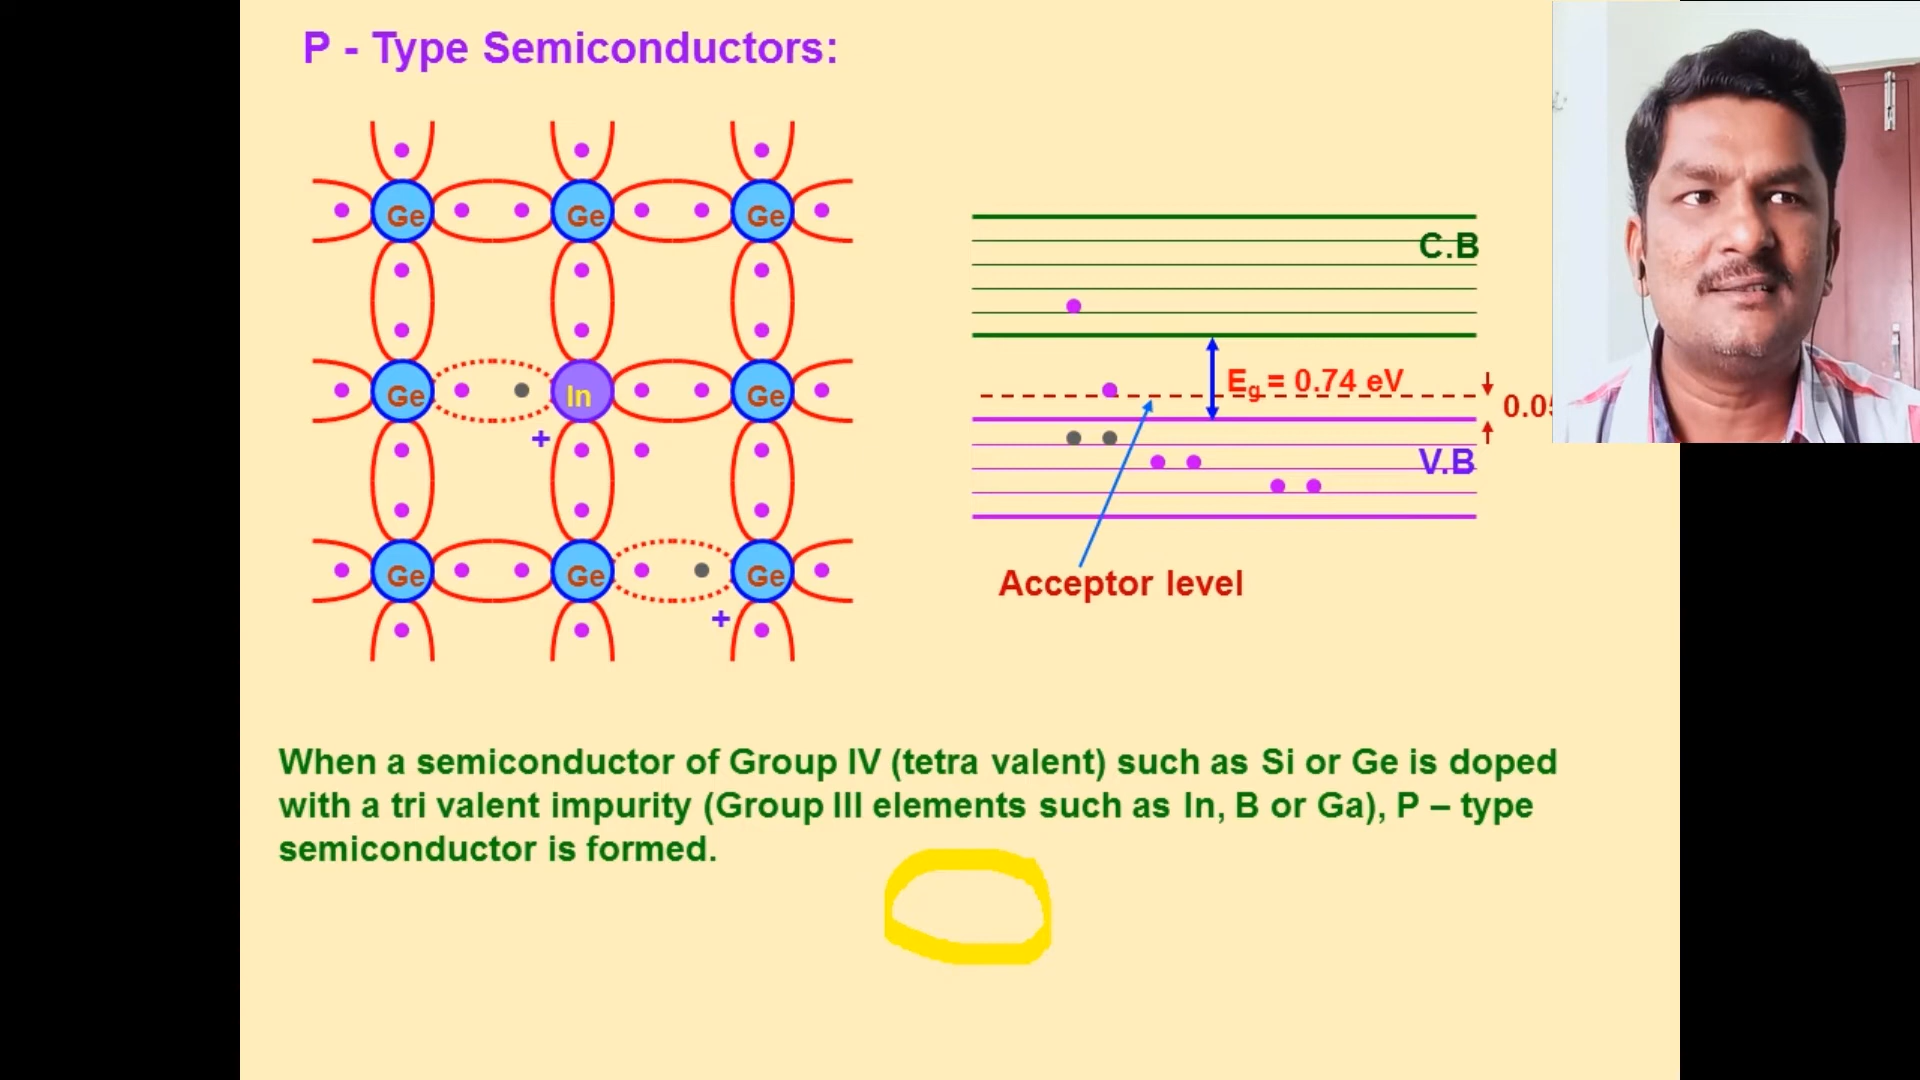 P - Type Semiconductors:
Ge Ge Ge
C.B
Eg = 0.74 eV
Ge In Ge
+
V.B
Ge Ge Ge
Acceptor level
+
When a semiconductor of Group IV (tetra valent) such as Si or Ge is doped
with a tri valent impurity (Group III elements such as In, B or Ga), P – type
semiconductor is formed.